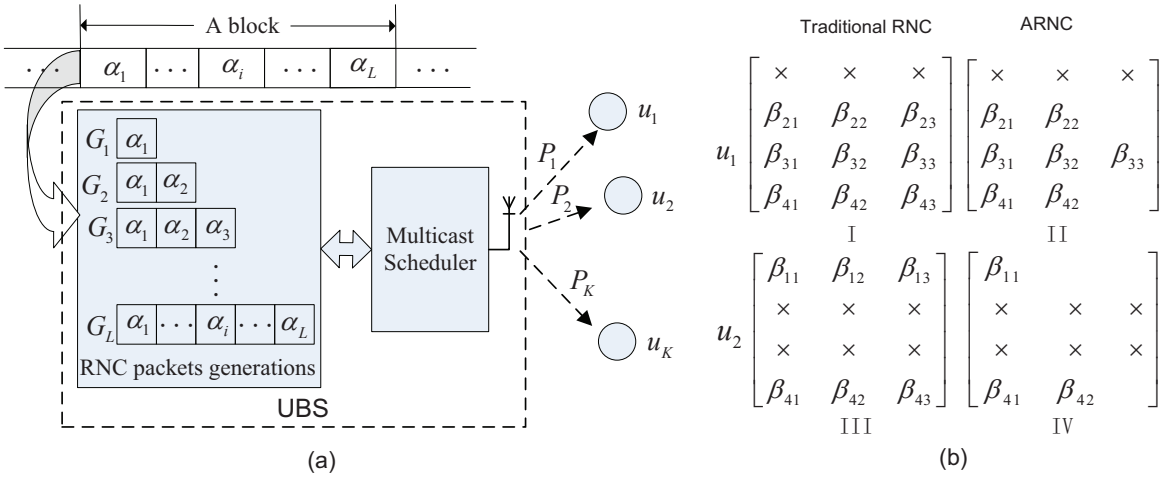 A block
· · · α1 · · · αi · · · αL · · ·
G1 α1
G2 α1 α2
G3 α1 α2 α3
GL α1 · · · αi · · · αL
RNC packets generations
Multicast
Scheduler
UBS
P1
P2
PK
u1
u2
uK
(a)
Traditional RNC ARNC
u1
× × ×
β21 β22 β23
β31 β32 β33
β41 β42 β43
I
× × ×
β21 β22
β31 β32 β33
β41 β42
II
u2
β11 β12 β13
× × ×
× × ×
β41 β42 β43
III
β11
× × ×
× × ×
β41 β42
IV
(b)